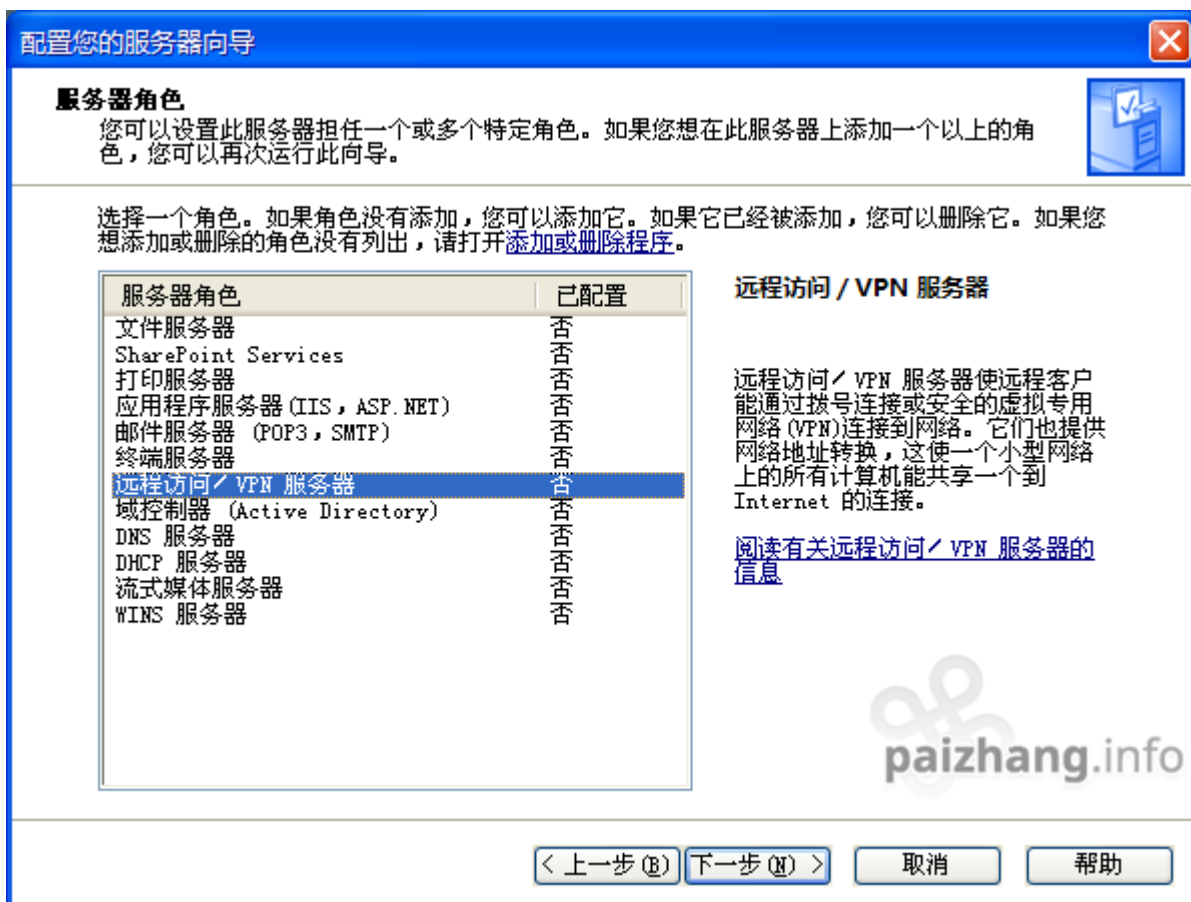 配置您的服务器向导
服务器角色
您可以设置此服务器担任一个或多个特定角色。如果您想在此服务器上添加一个以上的角
色，您可以再次运行此向导。
选择一个角色。如果角色没有添加，您可以添加它。如果它已经被添加，您可以删除它。如果您
想添加或删除的角色没有列出，请打开添加或删除程序。
服务器角色 已配置
文件服务器 否
SharePoint Services 否
打印服务器 否
应用程序服务器(IIS，ASP.NET) 否
邮件服务器 (POP3，SMTP) 否
终端服务器 否
远程访问／VPN 服务器 否
域控制器 (Active Directory) 否
DNS 服务器 否
DHCP 服务器 否
流式媒体服务器 否
WINS 服务器 否
远程访问 / VPN 服务器
远程访问／VPN 服务器使远程客户
能通过拨号连接或安全的虚拟专用
网络(VPN)连接到网络。它们也提供
网络地址转换，这使一个小型网络
上的所有计算机能共享一个到
Internet 的连接。
阅读有关远程访问／VPN 服务器的
信息
paizhang.info
< 上一步(B) 下一步(N) > 取消 帮助